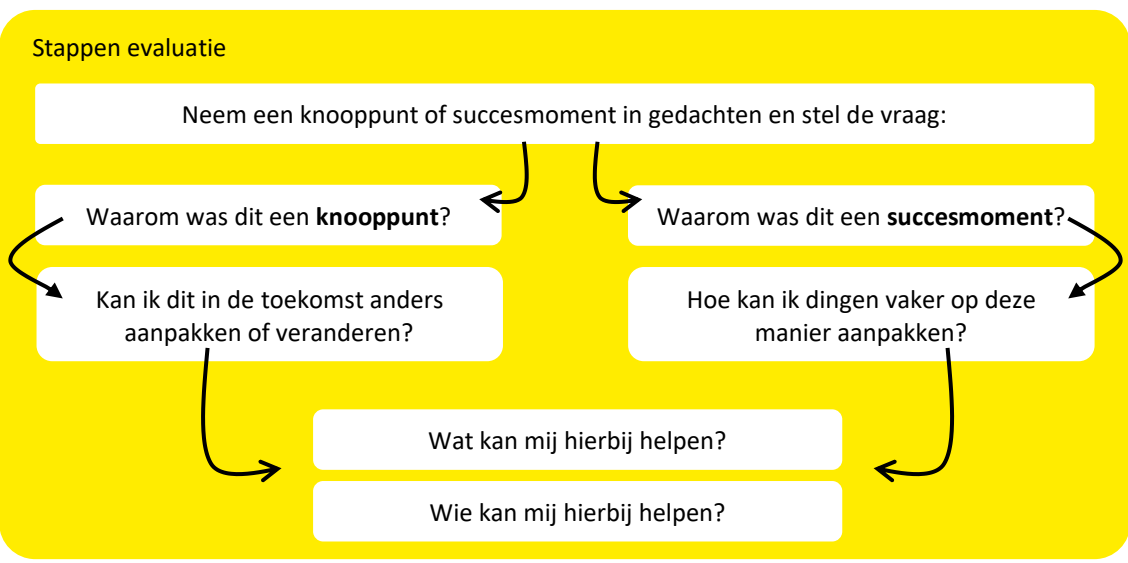 Stappen evaluatie
Neem een knooppunt of succesmoment in gedachten en stel de vraag:
Waarom was dit een knooppunt?
Waarom was dit een succesmoment?
Kan ik dit in de toekomst anders
aanpakken of veranderen?
Hoe kan ik dingen vaker op deze
manier aanpakken?
Wat kan mij hierbij helpen?
Wie kan mij hierbij helpen?